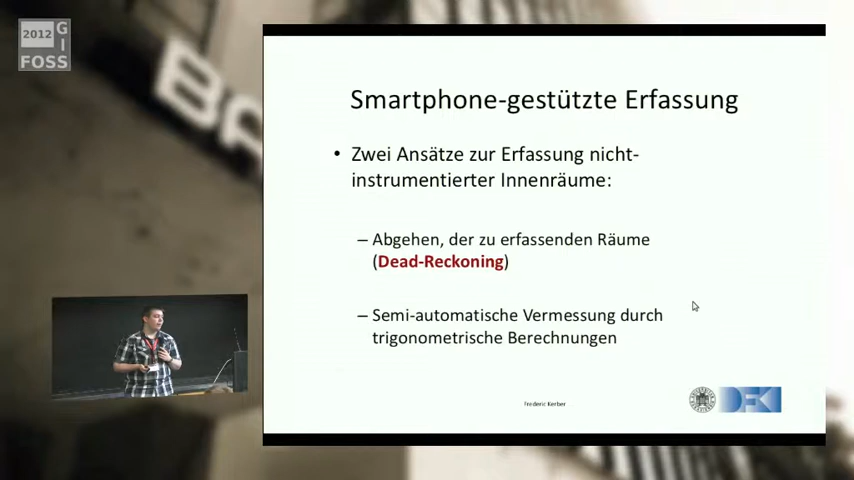 2012
G
I
FOSS
BA
Smartphone-gestützte Erfassung
• Zwei Ansätze zur Erfassung nicht-
instrumentierter Innenräume:
– Abgehen, der zu erfassenden Räume
(Dead-Reckoning)
– Semi-automatische Vermessung durch
trigonometrische Berechnungen
Frederic Kerber
DFKI